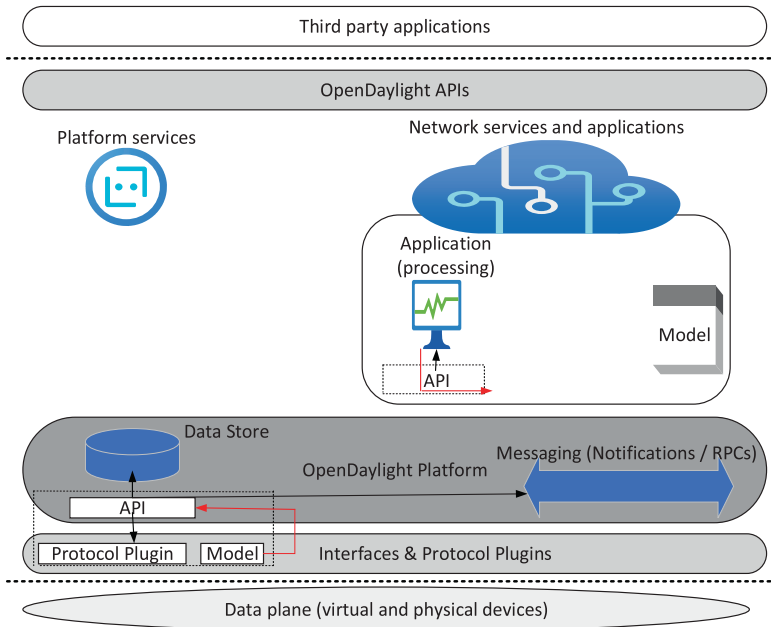 Third party applications
OpenDaylight APIs
Platform services
Network services and applications
Application
(processing)
Model
API
Data Store
Messaging (Notifications / RPCs)
OpenDaylight Platform
API
Protocol Plugin
Model
Interfaces & Protocol Plugins
Data plane (virtual and physical devices)